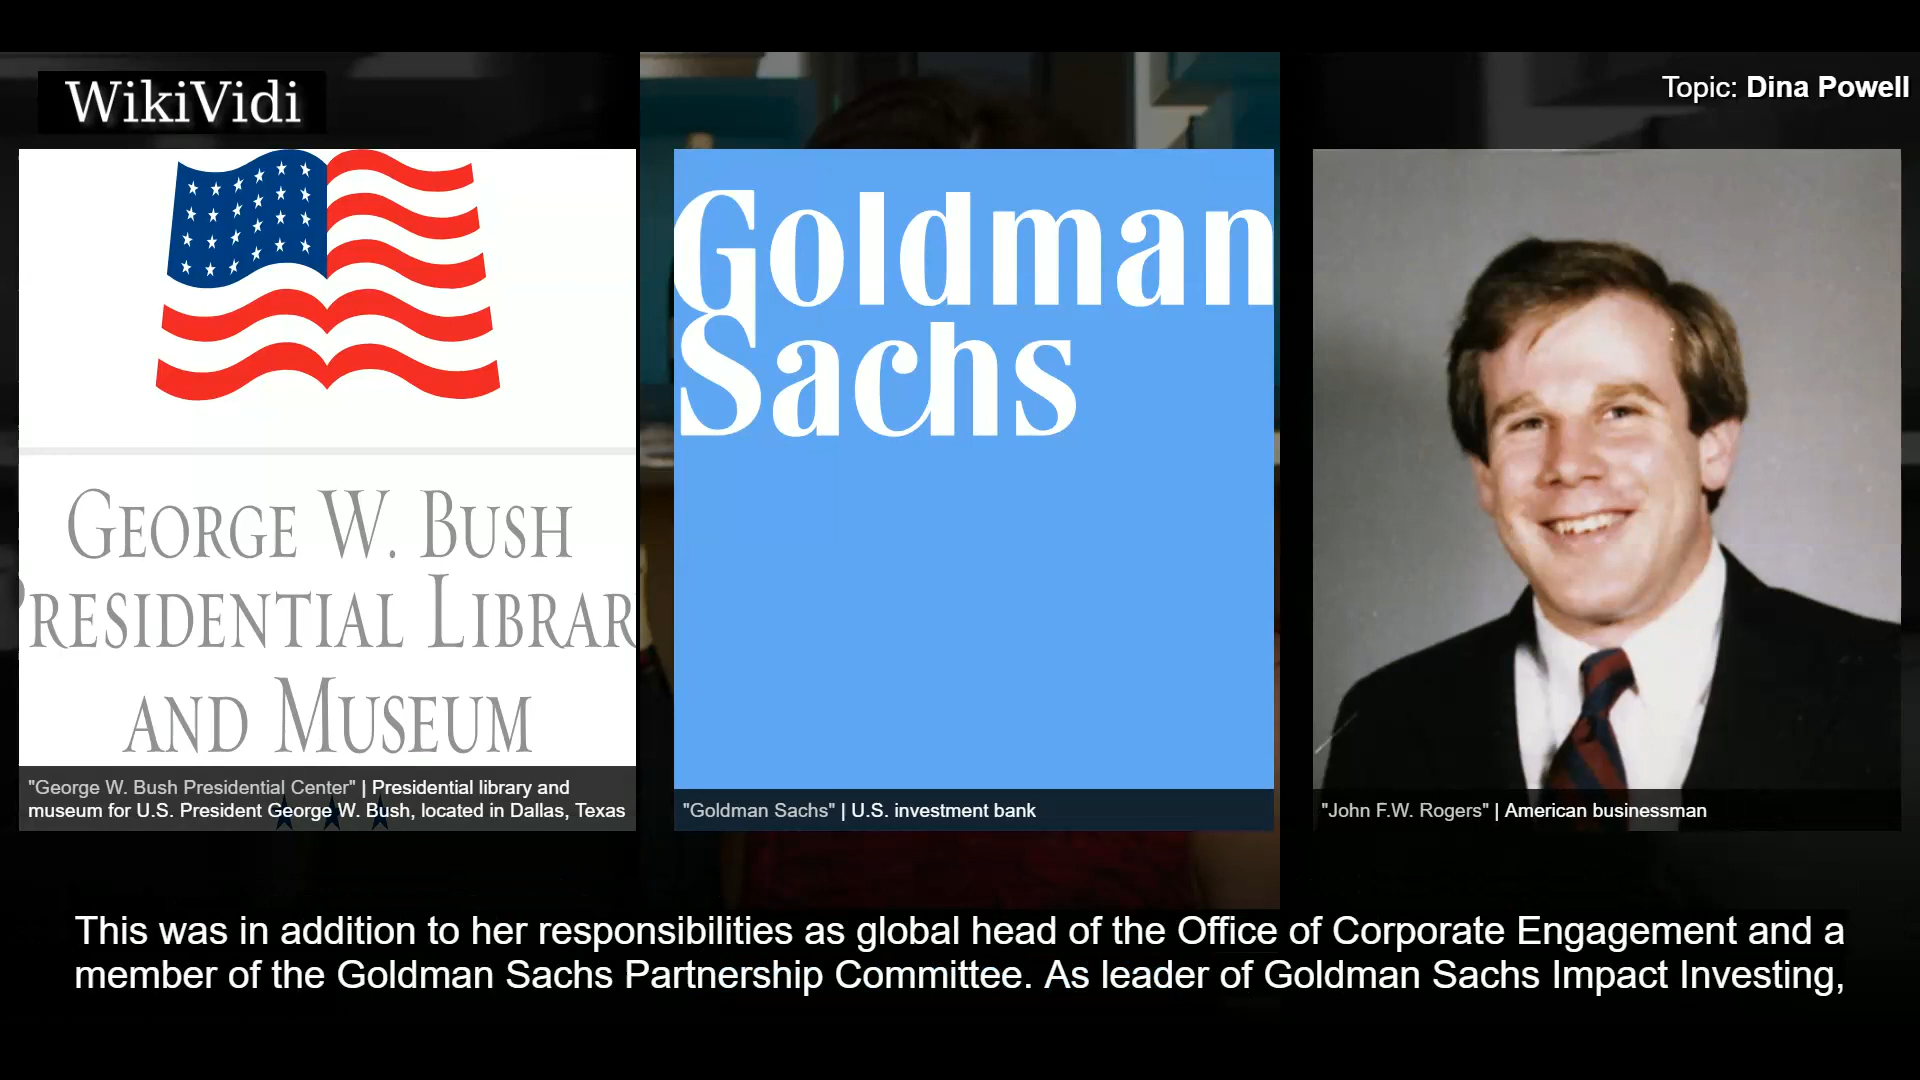 WikiVidi
Topic: Dina Powell
GEORGE W. BUSH
PRESIDENTIAL LIBRAR
AND MUSEUM
"George W. Bush Presidential Center" | Presidential library and
museum for U.S. President George W. Bush, located in Dallas, Texas
Goldman
Sachs
"Goldman Sachs" | U.S. investment bank
"John F.W. Rogers" | American businessman
This was in addition to her responsibilities as global head of the Office of Corporate Engagement and a
member of the Goldman Sachs Partnership Committee. As leader of Goldman Sachs Impact Investing,